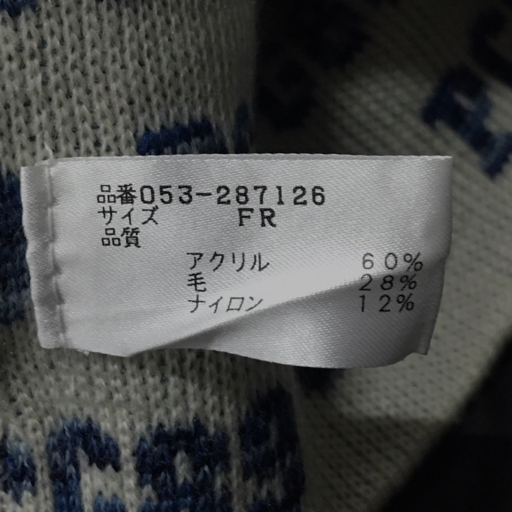 品番053-287126
サイズ FR
品質
アクリル 60%
毛 28%
ナイロン 12%